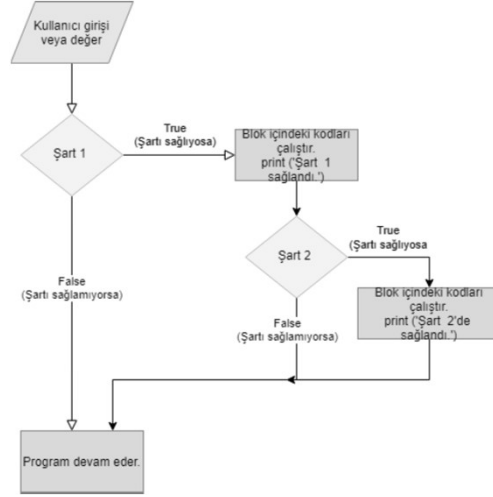 Kullanıcı girişi
veya değer
Şart 1
True
(Şartı sağlıyosa)
Blok içindeki kodları
çalıştır.
print ('Şart 1
sağlandı.')
Şart 2
True
(Şartı sağlıyosa
Blok içindeki kodları
çalıştır.
print ('Şart 2'de
sağlandı.')
False
(Şartı sağlamıyorsa)
False
(Şartı sağlamıyorsa)
Program devam eder.